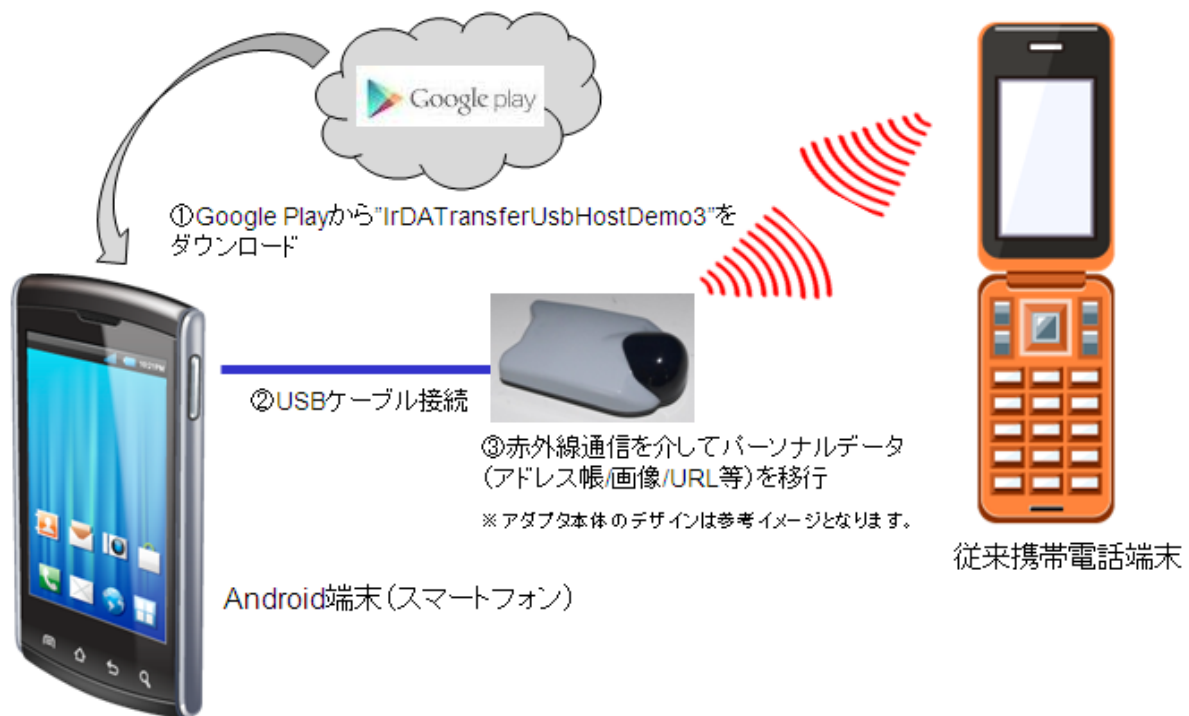 Google play
①Google Playから"IrDATransferUsbHostDemo3"を
ダウンロード
10:21PM
②USBケーブル接続
③赤外線通信を介してパーソナルデータ
(アドレス帳/画像/URL等)を移行
※アダプタ本体のデザインは参考イメージとなります。
従来携帯電話端末
Android端末(スマートフォン)